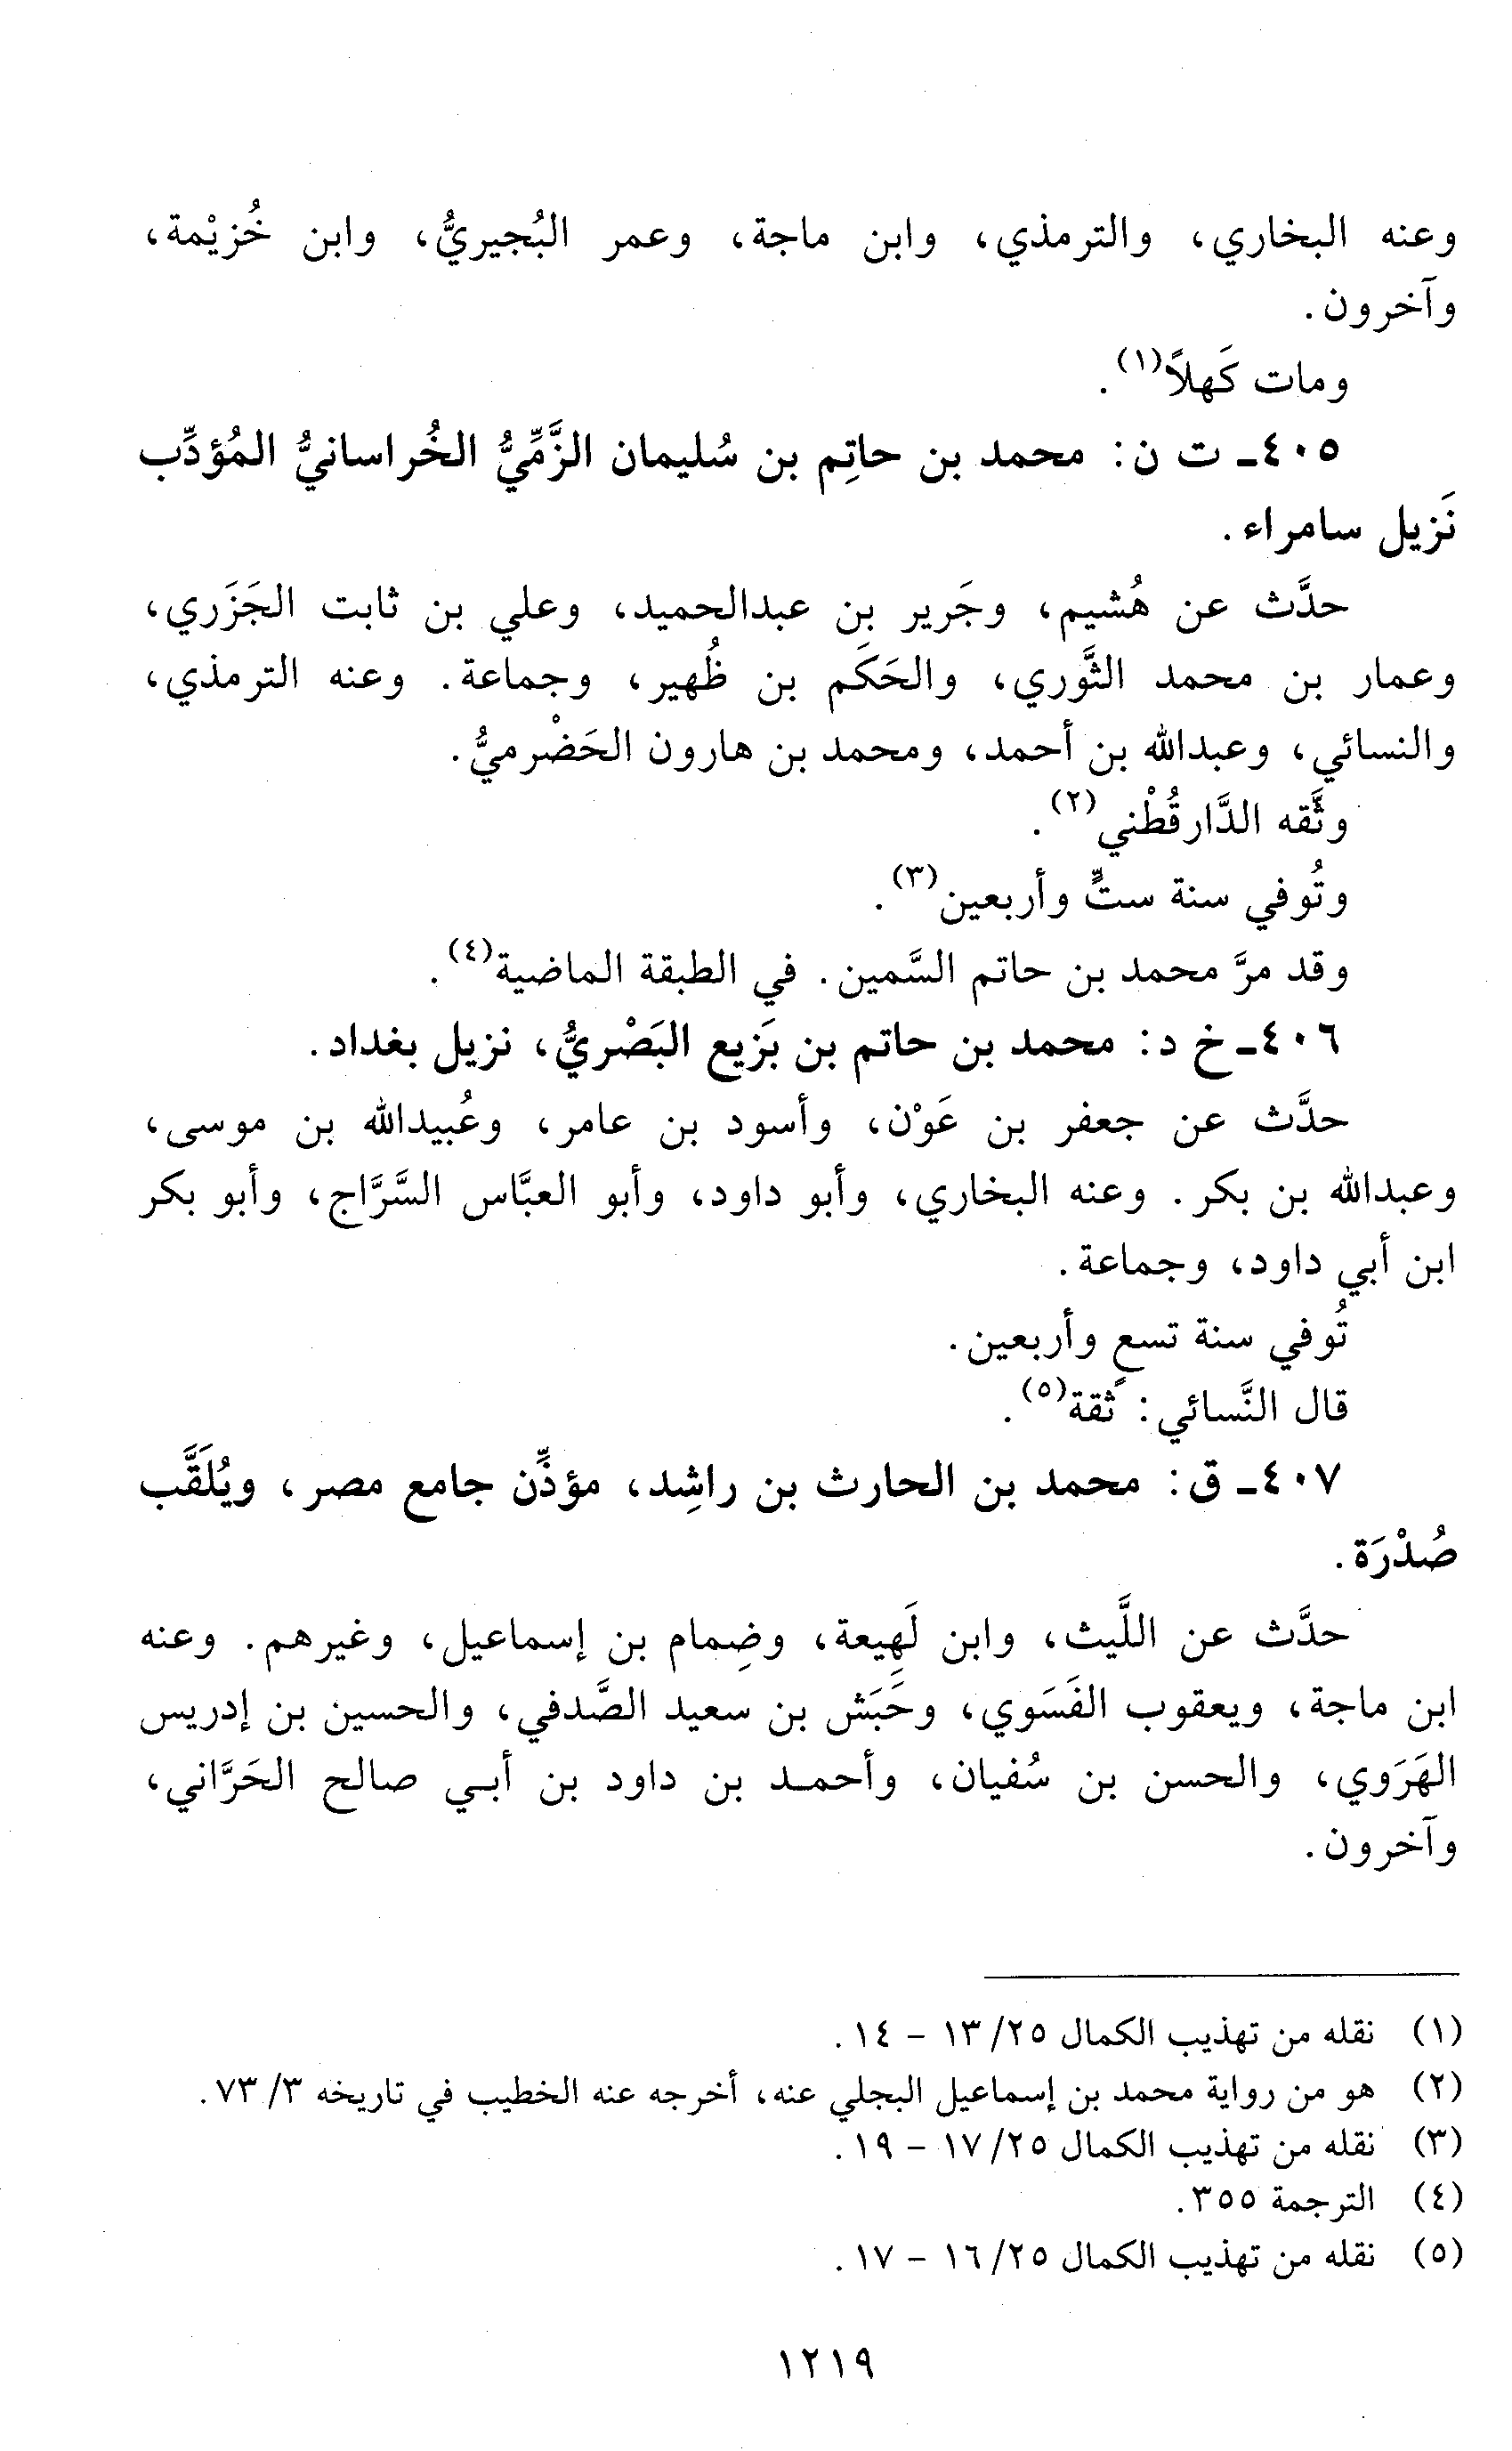 وعنه البخاري، والترمذي، وابن ماجة، وعمر البُجيريُّ، وابن خُزيْمة،
وآخرون.
ومات كَهلاً(١).
٤٠٥ـ ت ن: محمد بن حاتِم بن سُليمان الزَّمِّيُّ الخُراسانيُّ المُؤدِّب
نَزيل سامراء.
حدَّث عن هُشيم، وجَرير بن عبدالحميد، وعلي بن ثابت الجَزَري،
وعمار بن محمد الثَّوري، والحَكَم بن ظُهير، وجماعة. وعنه الترمذي،
والنسائي، وعبدالله بن أحمد، ومحمد بن هارون الحَضْرميُّ.
وثَّقه الدَّارقُطْني(٢).
وتُوفي سنة ستٍّ وأربعين(٣).
وقد مرَّ محمد بن حاتم السَّمين. في الطبقة الماضية(٤).
٤٠٦ـ خ د: محمد بن حاتم بن بَزيع البَصْريُّ، نزيل بغداد.
حدَّث عن جعفر بن عَوْن، وأسود بن عامر، وعُبيدالله بن موسى،
وعبدالله بن بكر. وعنه البخاري، وأبو داود، وأبو العبَّاس السَّرَّاج، وأبو بكر
ابن أبي داود، وجماعة.
تُوفي سنة تسعٍ وأربعين.
قال النَّسائي: ثقة(٥).
٤٠٧ـ ق: محمد بن الحارث بن راشِد، مؤذِّن جامع مصر، ويُلَقَّب
صُدْرَة.
حدَّث عن اللَّيث، وابن لَهِيعة، وضِمام بن إسماعيل، وغيرهم. وعنه
ابن ماجة، ويعقوب الفَسَوي، وحَبَش بن سعيد الصَّدفي، والحسين بن إدريس
الهَرَوي، والحسن بن سُفيان، وأحمد بن داود بن أبي صالح الحَرَّاني،
وآخرون.
(١) نقله من تهذيب الكمال ٢٥/ ١٣ - ١٤.
(٢) هو من رواية محمد بن إسماعيل البجلي عنه، أخرجه عنه الخطيب في تاريخه ٣/ ٧٣.
(٣) نقله من تهذيب الكمال ٢٥/ ١٧ - ١٩.
(٤) الترجمة ٣٥٥.
(٥) نقله من تهذيب الكمال ٢٥/ ١٦ - ١٧.
١٢١٩